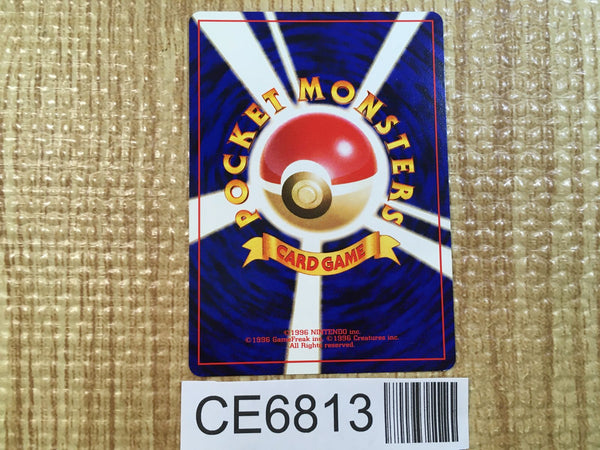 POCKET MONSTERS
CARD GAME
©1996 NINTENDO inc.
©1996 GameFreak inc. ©1996 Creatures inc.
All Rights reserved.
CE6813